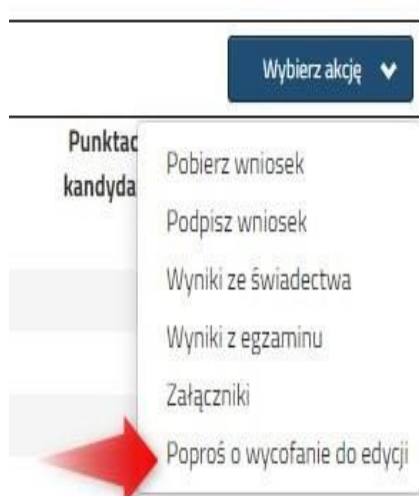 Wybierz akcję
Punktac
kandyda
Pobierz wniosek
Podpisz wniosek
Wyniki ze świadectwa
Wyniki z egzaminu
Załączniki
Poproś o wycofanie do edycji